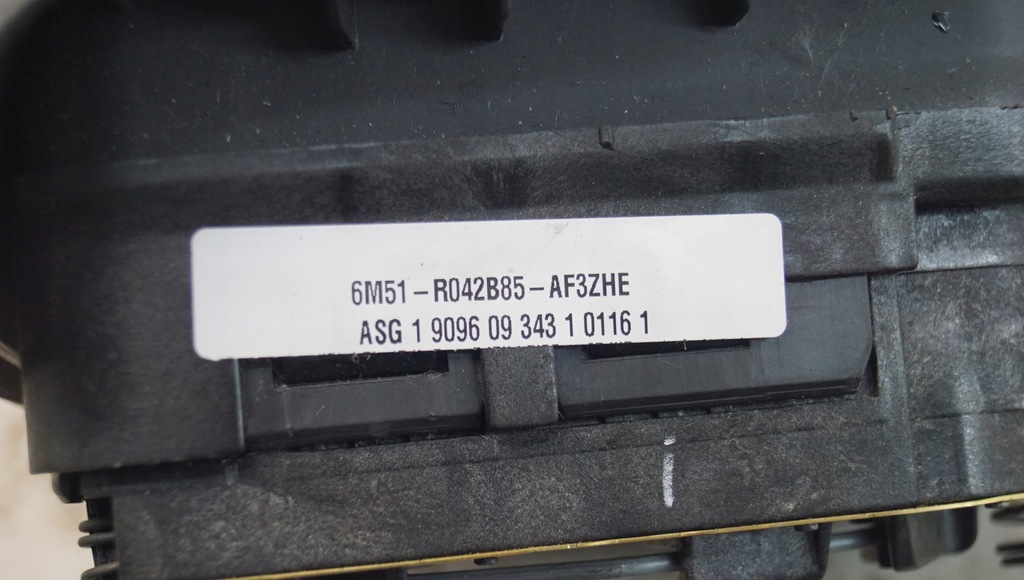 6M51-R042B85-AF3ZHE
ASG 1 9096 09 343 1 0116 1